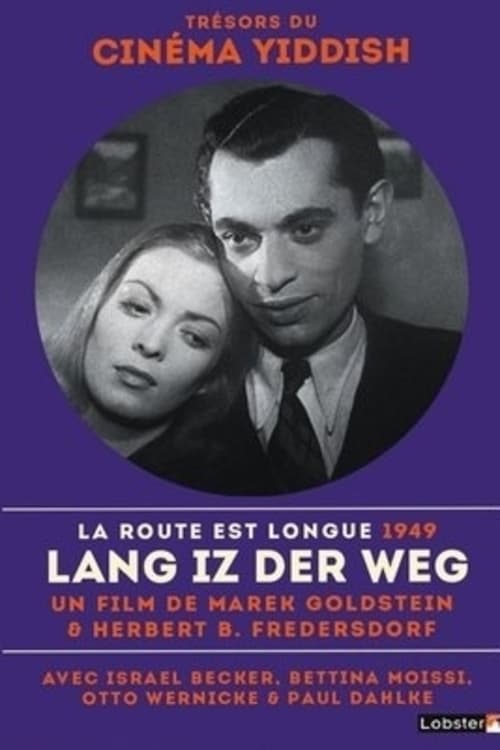 TRÉSORS DU
CINÉMA YIDDISH
LA ROUTE EST LONGUE 1949
LANG IZ DER WEG
UN FILM DE MAREK GOLDSTEIN
& HERBERT B. FREDERSDORF
AVEC ISRAEL BECKER, BETTINA MOISSI,
OTTO WERNICKE & PAUL DAHLKE
Lobster